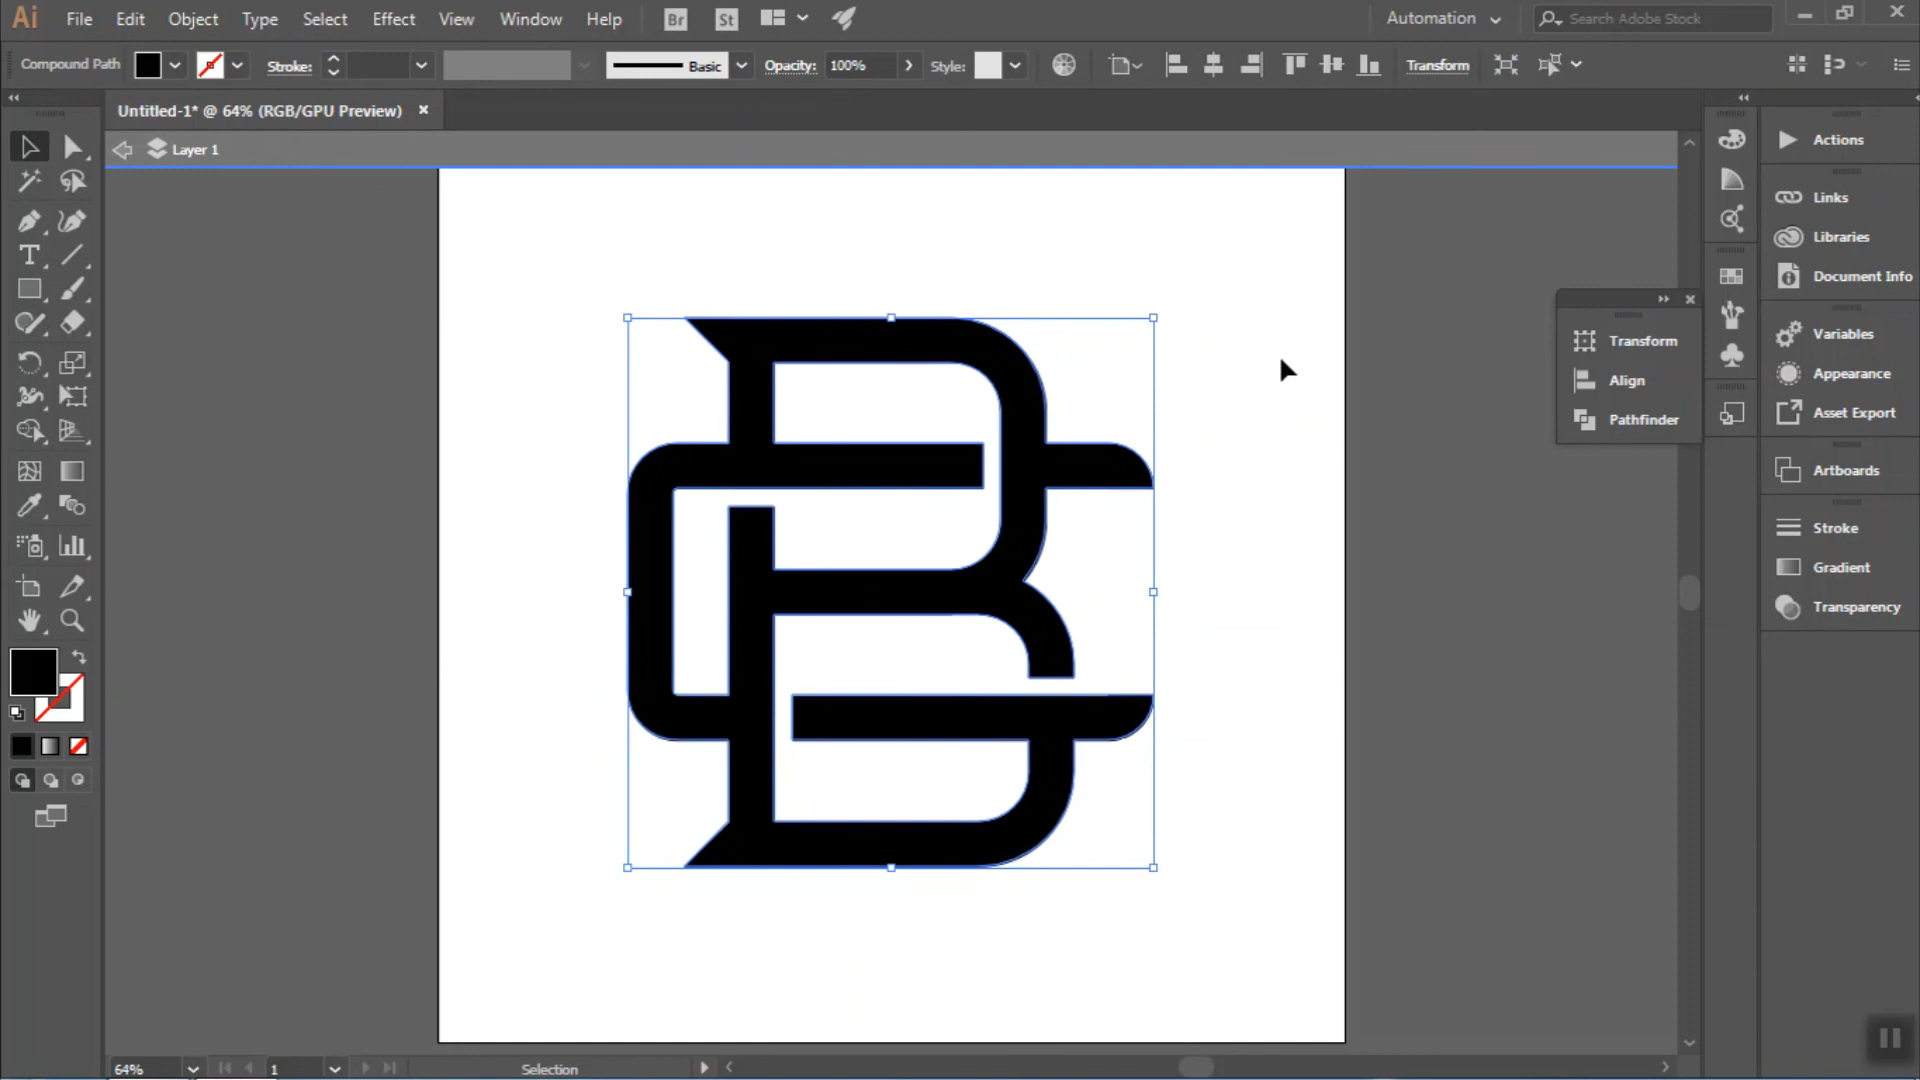 Ai File Edit Object Type Select Effect View Window Help Br St Automation Search Adobe Stock
Compound Path Stroke: Basic Opacity: 100% Style: Transform
Untitled-1* @ 64% (RGB/GPU Preview)
Layer 1
Actions
Links
Libraries
Document Info
Variables
Appearance
Asset Export
Artboards
Stroke
Gradient
Transparency
Transform
Align
Pathfinder
CB
64% 1 Selection